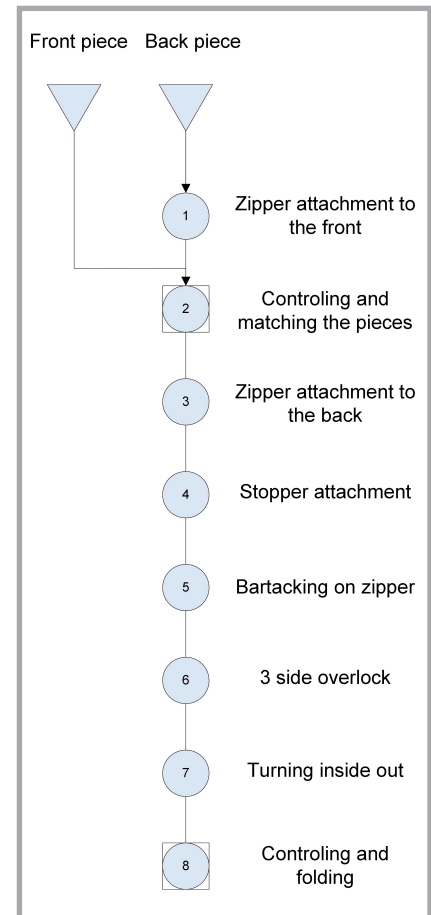 Front piece Back piece
1
Zipper attachment to
the front
2
Controling and
matching the pieces
3
Zipper attachment to
the back
4
Stopper attachment
5
Bartacking on zipper
6
3 side overlock
7
Turning inside out
8
Controling and
folding